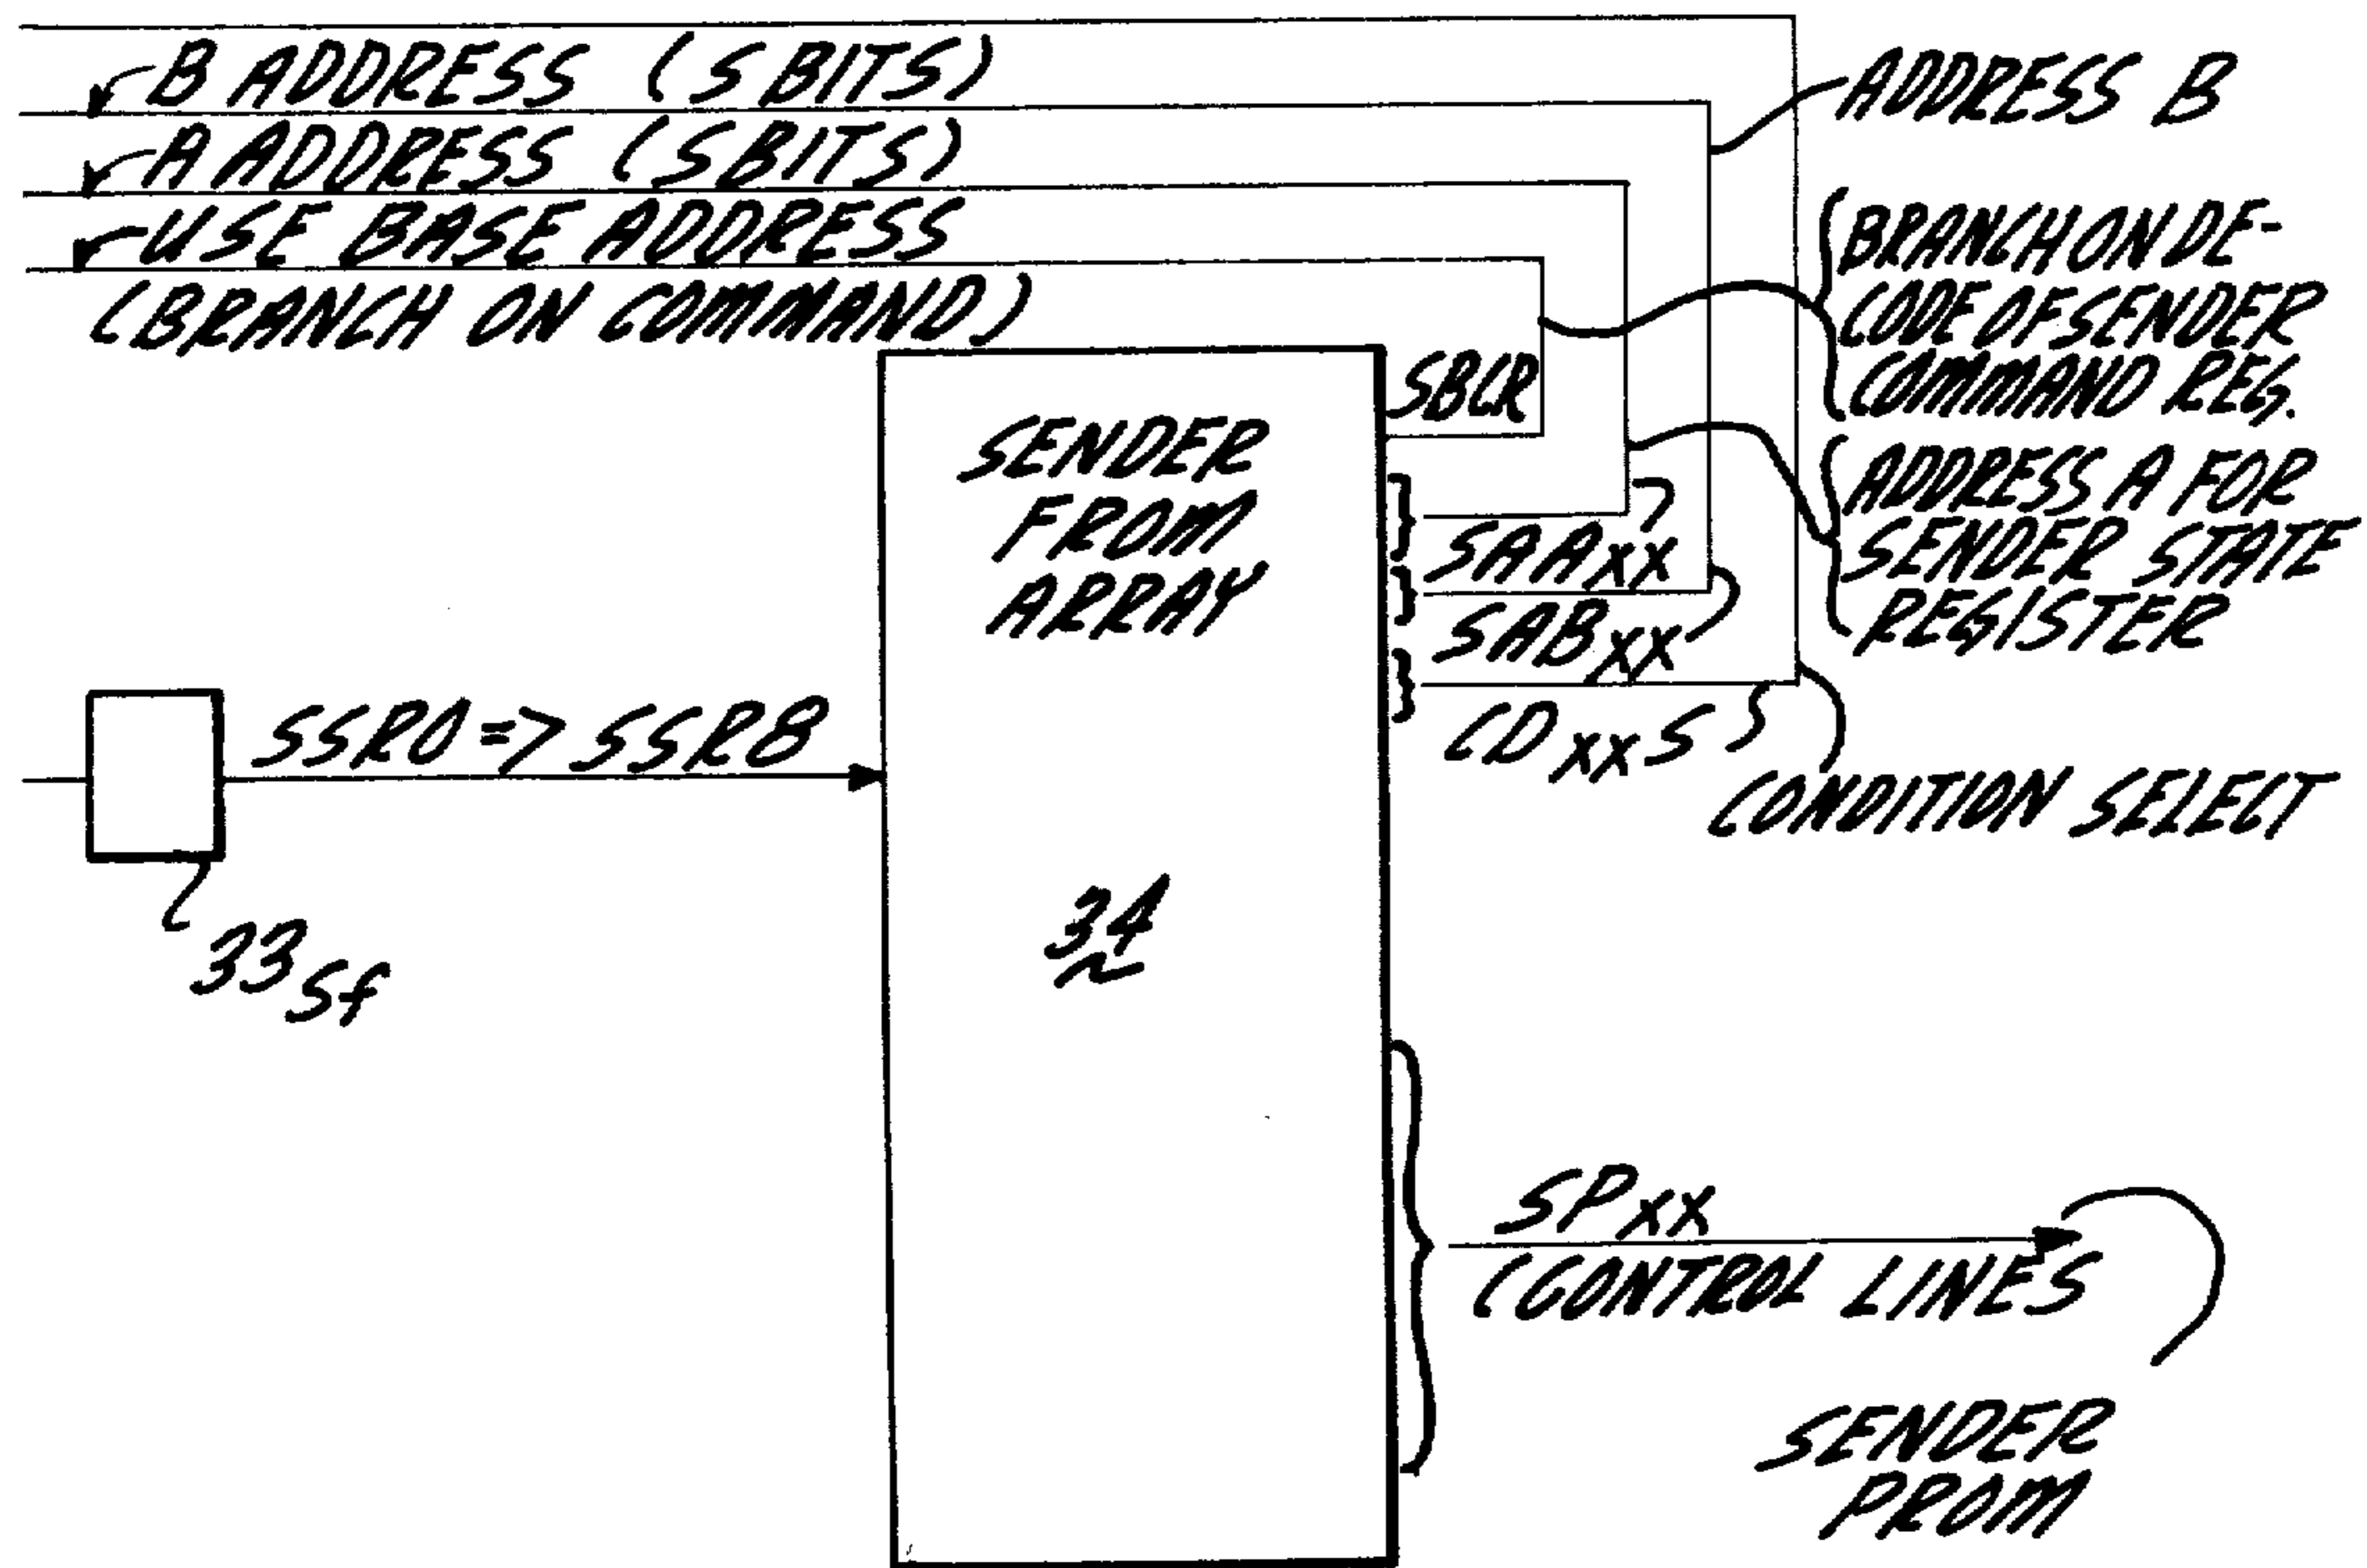 B ADDRESS (5 BITS)
A ADDRESS (5 BITS)
USE BASE ADDRESS
(BRANCH ON COMMAND)
ADDRESS B
BRANCH ON DE-
CODE OF SENDER
COMMAND REG.
ADDRESS A FOR
SENDER STATE
REGISTER
SBCR
SENDER
FROM
ARRAY
SAAxx
SABxx
CDxxS
CONDITION SELECT
SSR0=>SSR8
33sf
34
SPxx
(CONTROL LINES
SENDER
PROM